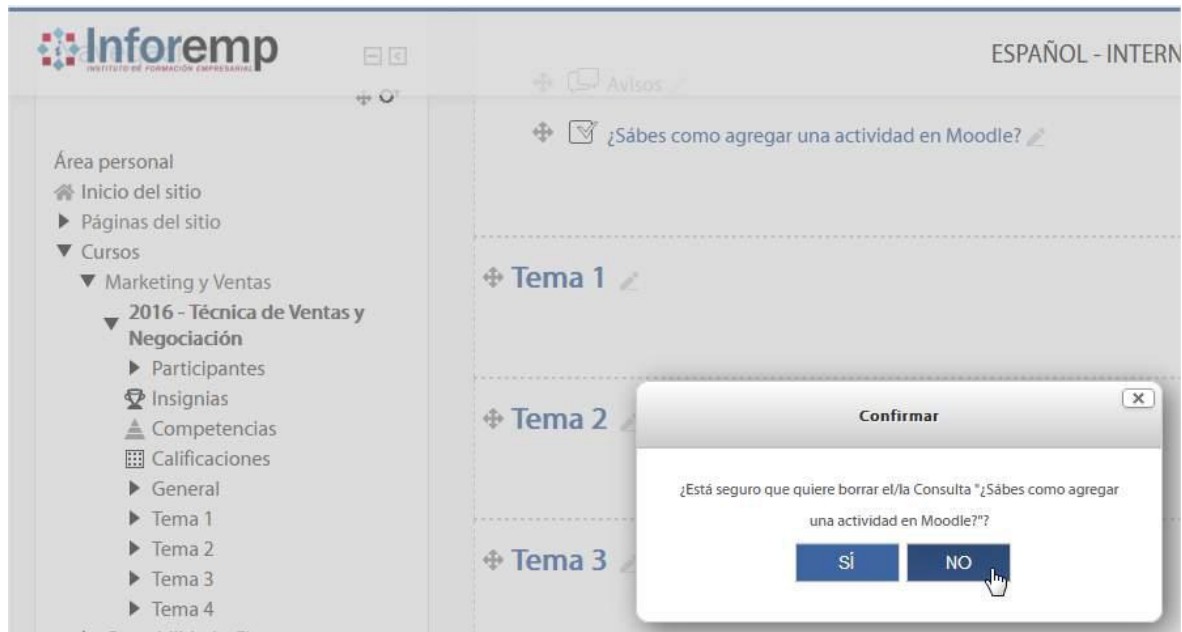 Inforemp
INSTITUTO DE FORMACIÓN EMPRESARIAL
ESPAÑOL - INTERN
Avisos
¿Sábes como agregar una actividad en Moodle?
Área personal
Inicio del sitio
Páginas del sitio
Cursos
Marketing y Ventas
2016 - Técnica de Ventas y
Negociación
Participantes
Insignias
Competencias
Calificaciones
General
Tema 1
Tema 2
Tema 3
Tema 4
Tema 1
Tema 2
Tema 3
Confirmar
¿Está seguro que quiere borrar el/la Consulta "¿Sábes como agregar
una actividad en Moodle?"?
SÍ
NO